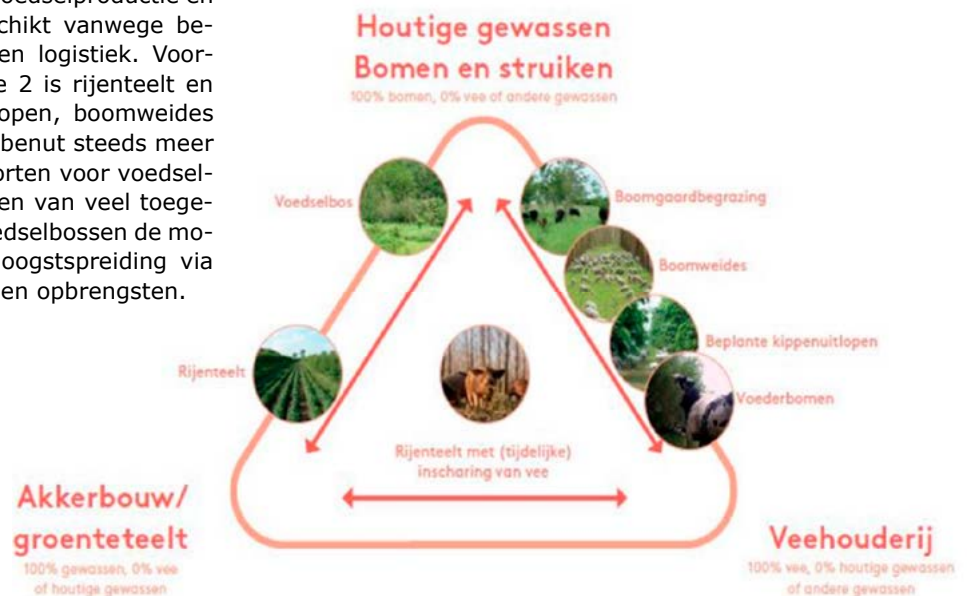 chikt vanwege be-
en logistiek. Voor-
e 2 is rijenteelt en
open, boomweides
benut steeds meer
orten voor voedsel-
en van veel toege-
edselbossen de mo-
oogstspreiding via
en opbrengsten.
Houtige gewassen
Bomen en struiken
100% bomen, 0% vee of andere gewassen
Voedselbos
Boomgaardbegrazing
Boomweides
Beplante kippenuitlopen
Voederbomen
Rijenteelt
Rijenteelt met (tijdelijke)
inscharing van vee
Akkerbouw/
groenteteelt
100% gewassen, 0% vee
of houtige gewassen
Veehouderij
100% vee, 0% houtige gewassen
of andere gewassen